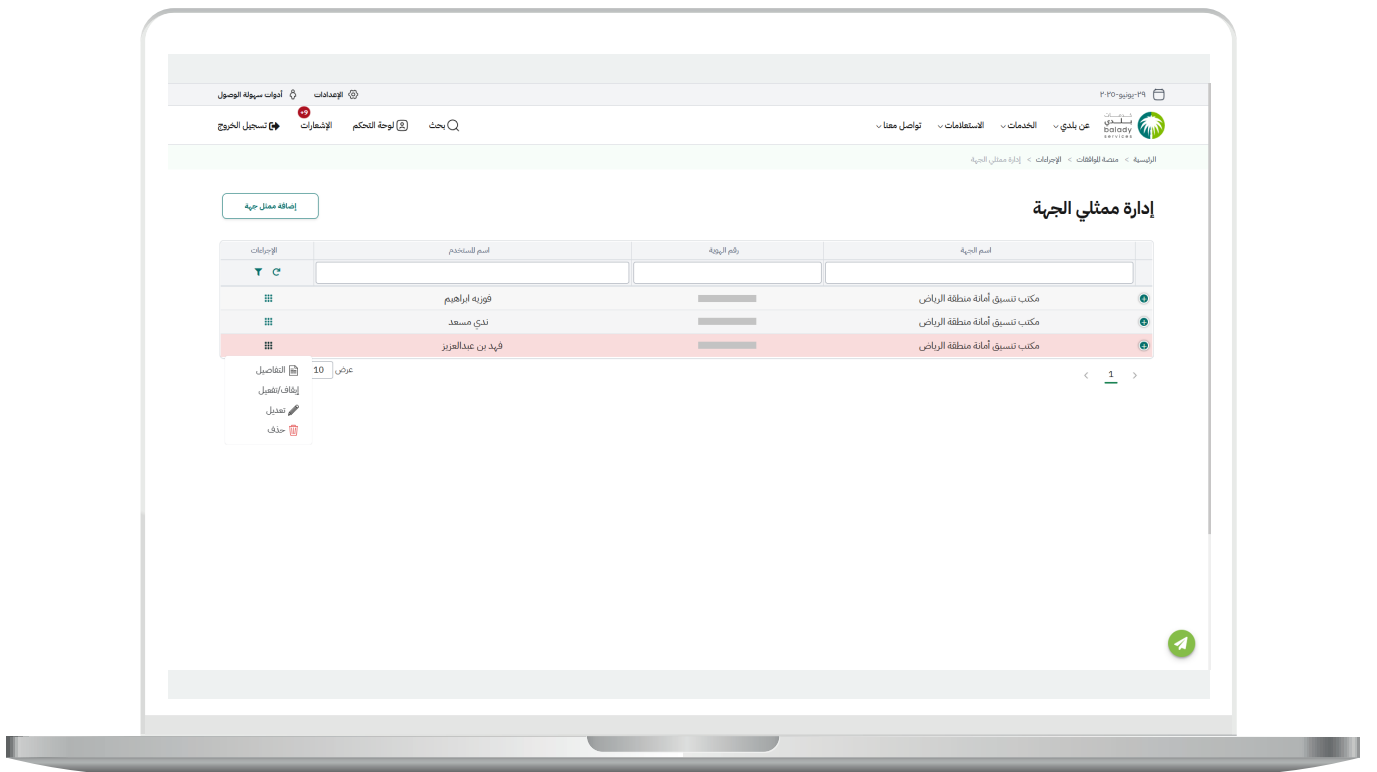 ٢٩-يونيو-٢٠٢٥
الإعدادات
أدوات سهولة الوصول
خدمات
بلدي
balady
services
عن بلدي
الخدمات
الاستعلامات
تواصل معنا
بحث
لوحة التحكم
الإشعارات
+9
تسجيل الخروج
الرئيسية > منصة الموافقات > الإجراءات > إدارة ممثلي الجهة
إدارة ممثلي الجهة
إضافة ممثل جهة
اسم الجهة رقم الهوية اسم المستخدم الإجراءات
مكتب تنسيق أمانة منطقة الرياض فوزيه ابراهيم
مكتب تنسيق أمانة منطقة الرياض ندي مسعد
مكتب تنسيق أمانة منطقة الرياض فهد بن عبدالعزيز
1
عرض 10
التفاصيل
إيقاف/تفعيل
تعديل
حذف